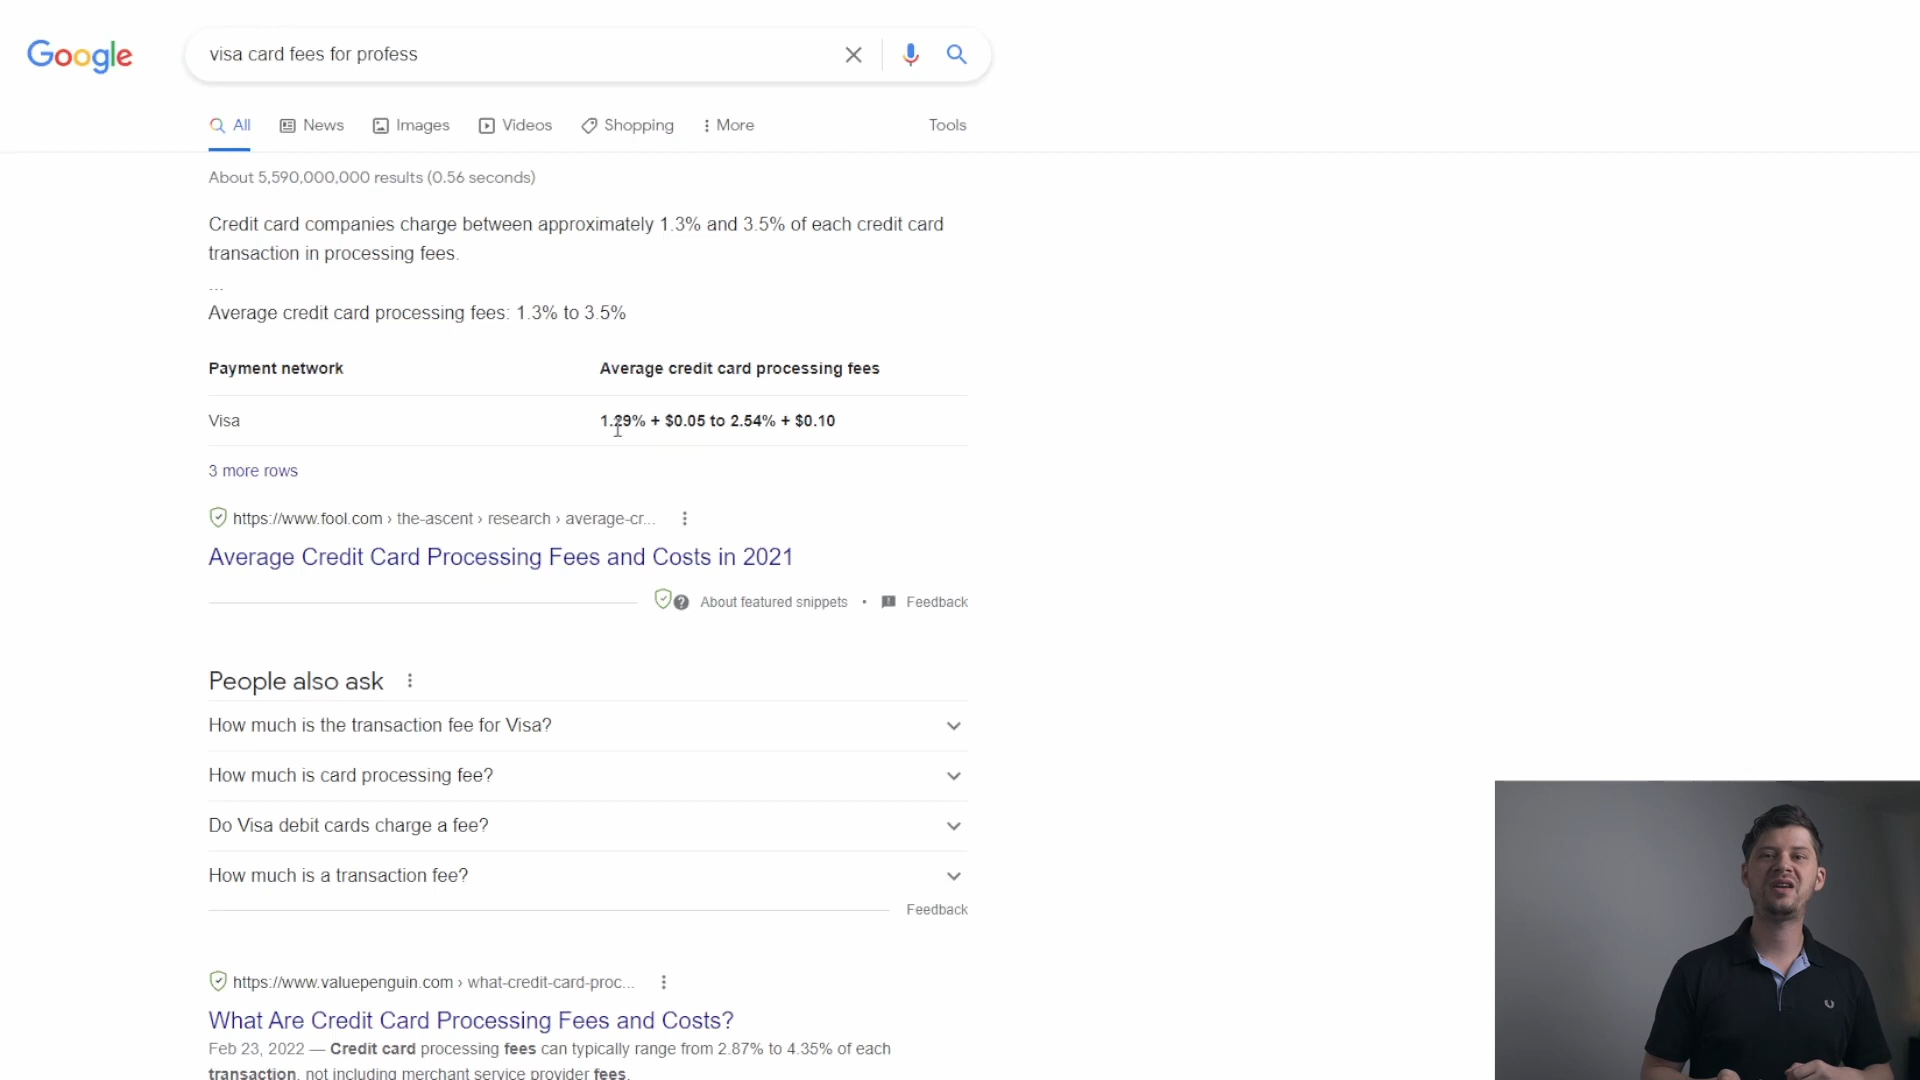 Google
visa card fees for profess
All
News
Images
Videos
Shopping
More
Tools
About 5,590,000,000 results (0.56 seconds)
Credit card companies charge between approximately 1.3% and 3.5% of each credit card
transaction in processing fees.
...
Average credit card processing fees: 1.3% to 3.5%
Payment network Average credit card processing fees
Visa 1.29% + $0.05 to 2.54% + $0.10
3 more rows
https://www.fool.com › the-ascent › research › average-cr...
Average Credit Card Processing Fees and Costs in 2021
About featured snippets • Feedback
People also ask
How much is the transaction fee for Visa?
How much is card processing fee?
Do Visa debit cards charge a fee?
How much is a transaction fee?
Feedback
https://www.valuepenguin.com › what-credit-card-proc...
What Are Credit Card Processing Fees and Costs?
Feb 23, 2022 — Credit card processing fees can typically range from 2.87% to 4.35% of each
transaction, not including merchant service provider fees.